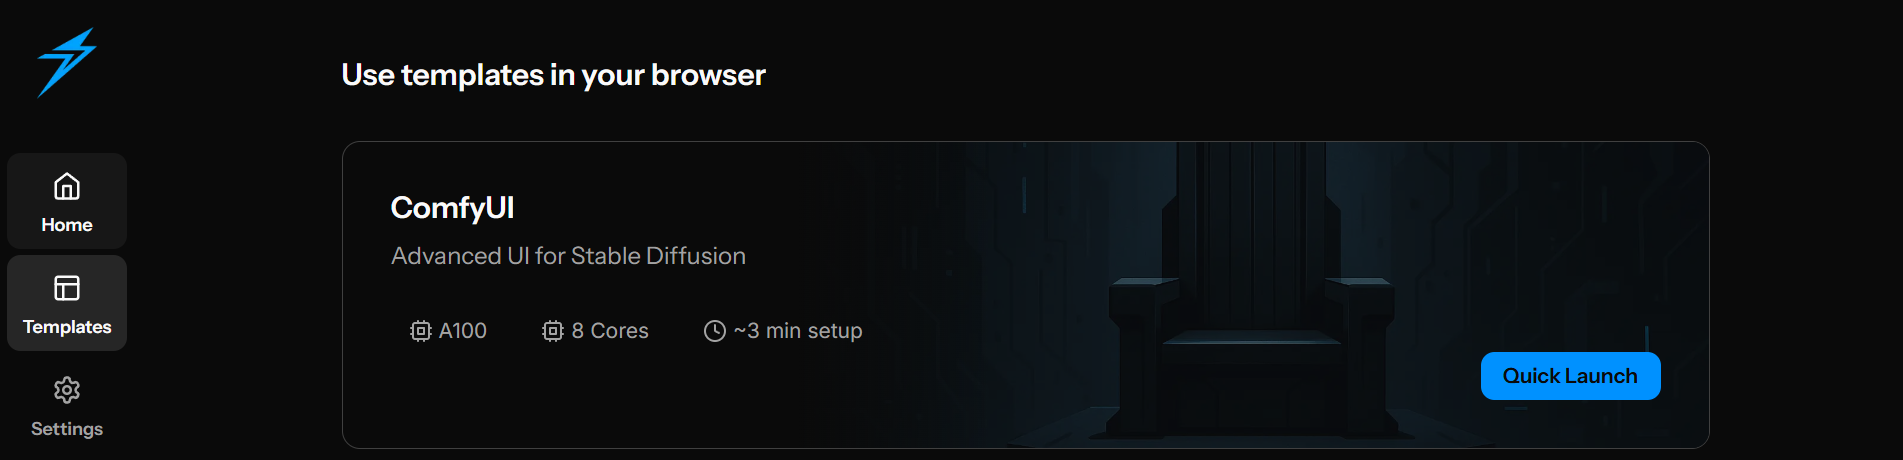 Use templates in your browser
Home
Templates
Settings
ComfyUI
Advanced UI for Stable Diffusion
A100
8 Cores
~3 min setup
Quick Launch